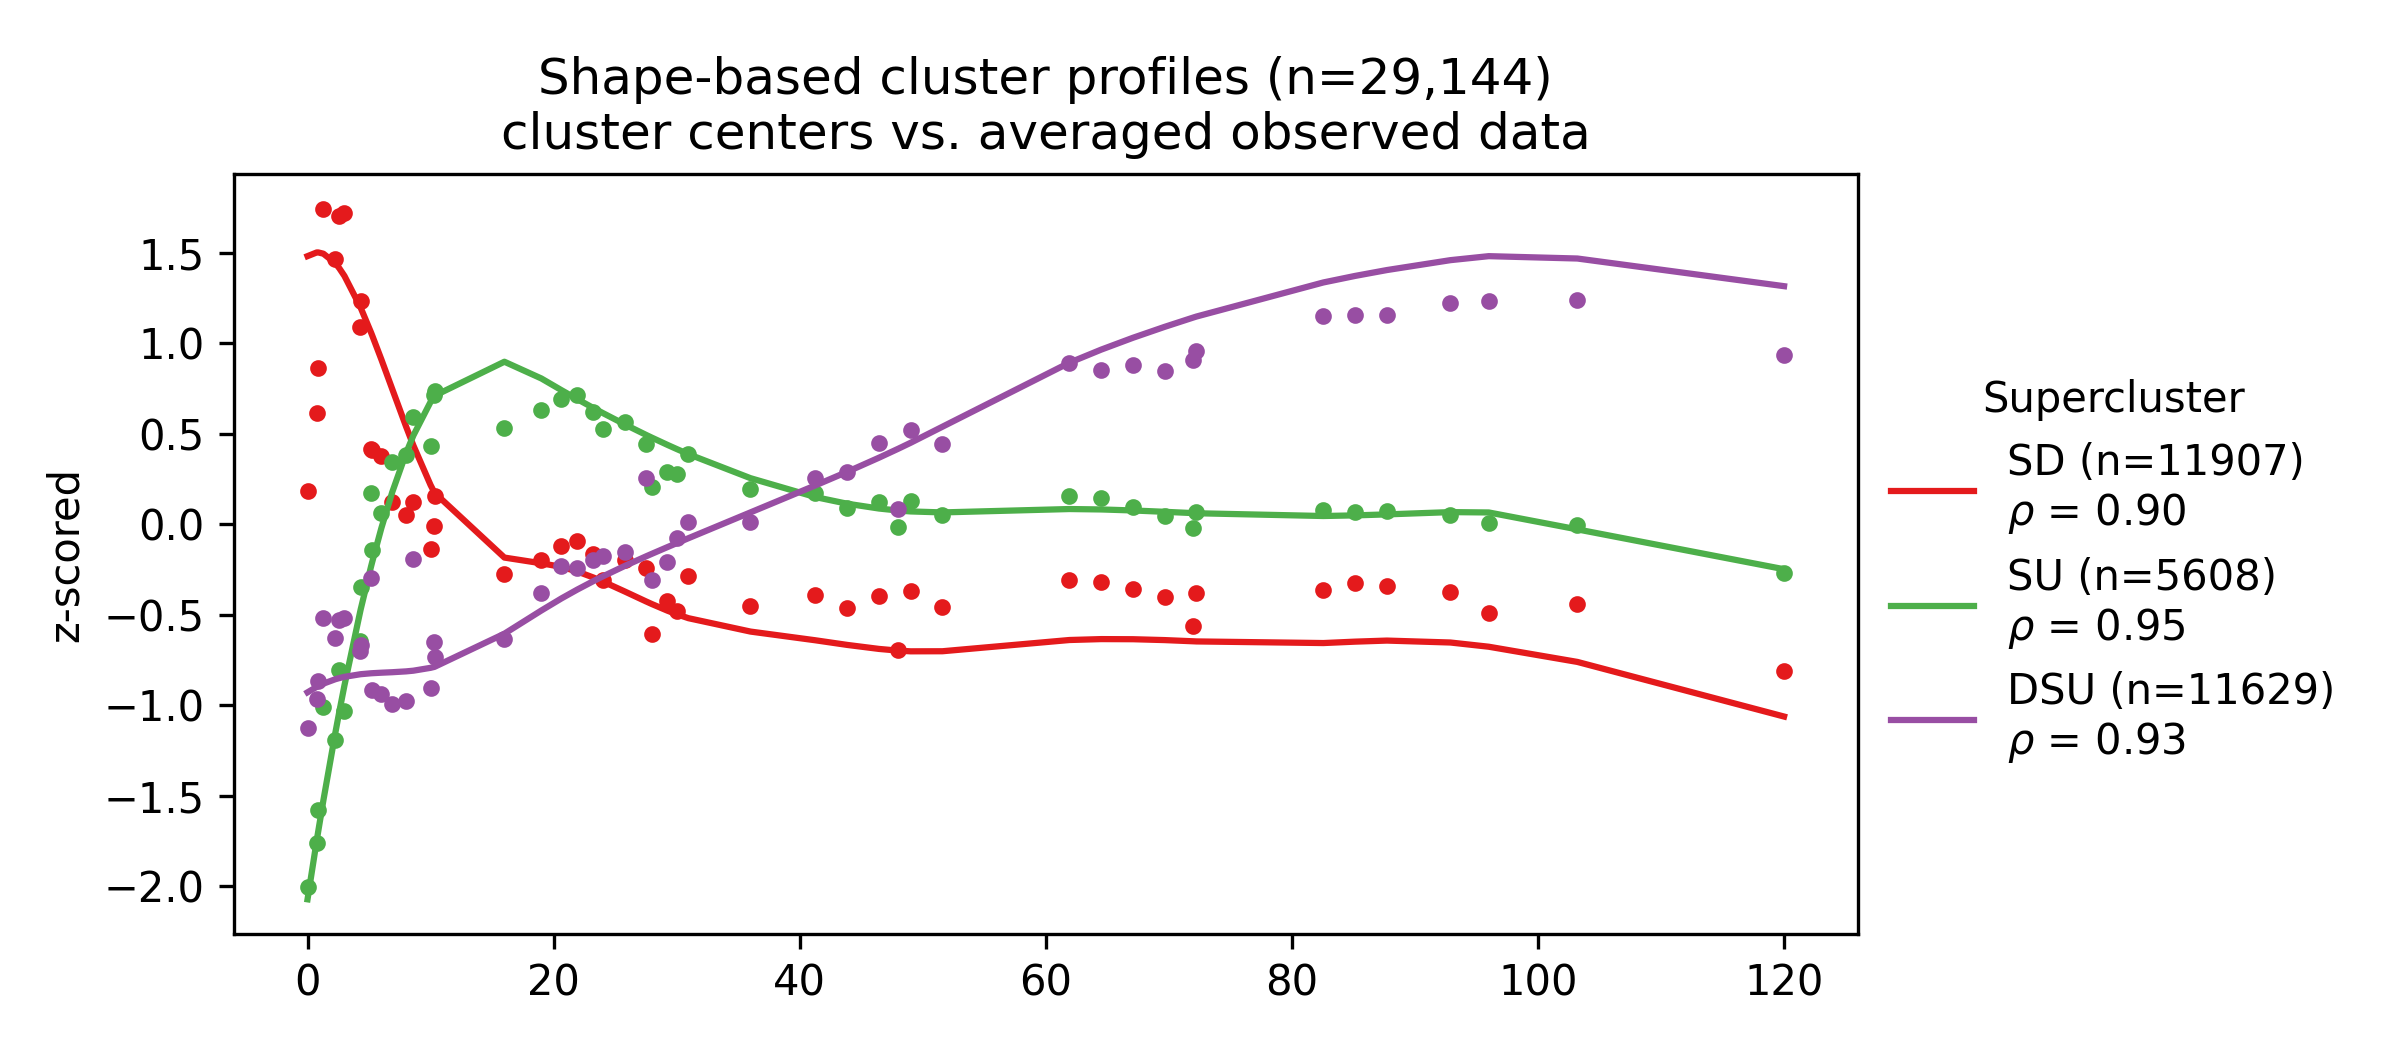 Shape-based cluster profiles (n=29,144)
cluster centers vs. averaged observed data
z-scored
1.5
1.0
0.5
0.0
−0.5
−1.0
−1.5
−2.0
0
20
40
60
80
100
120
Supercluster
SD (n=11907)
ρ = 0.90
SU (n=5608)
ρ = 0.95
DSU (n=11629)
ρ = 0.93